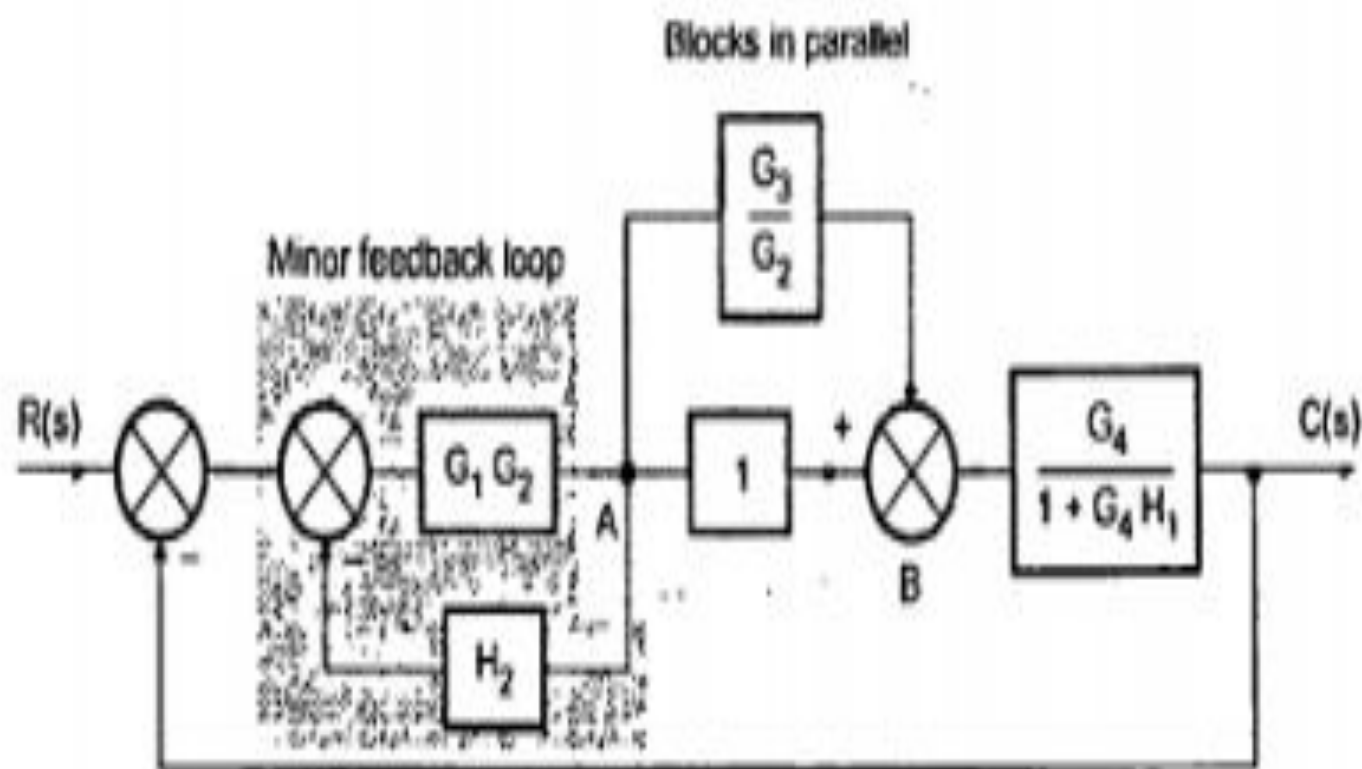 Blocks in parallel
G₃
G₂
Minor feedback loop
R(s)
G₁ G₂
A
1
+
B
G₄
1 + G₄ H₁
C(s)
−
−
H₂